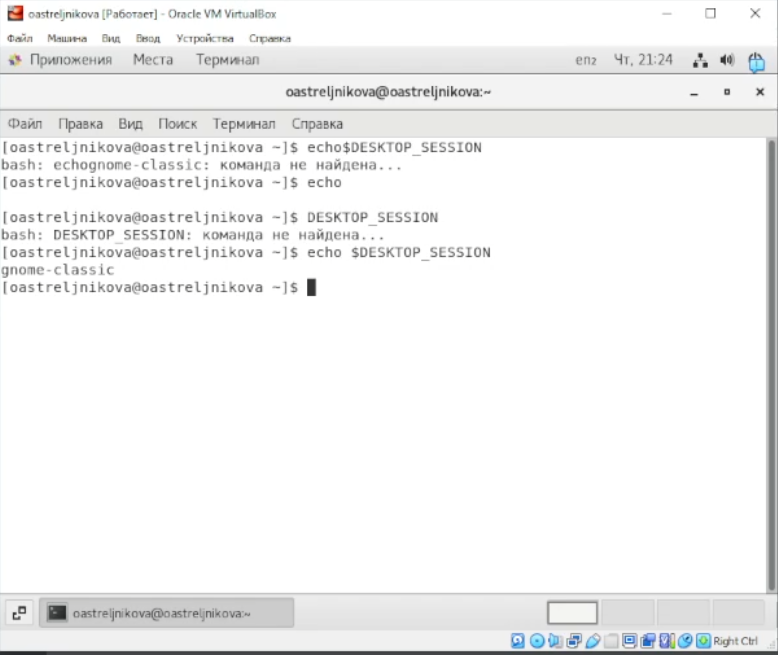 oastreljnikova [Работает] - Oracle VM VirtualBox
Файл Машина Вид Ввод Устройства Справка
Приложения Места Терминал en₂ Чт, 21:24
oastreljnikova@oastreljnikova:~
Файл Правка Вид Поиск Терминал Справка
[oastreljnikova@oastreljnikova ~]$ echo$DESKTOP_SESSION
bash: echognome-classic: команда не найдена...
[oastreljnikova@oastreljnikova ~]$ echo
[oastreljnikova@oastreljnikova ~]$ DESKTOP_SESSION
bash: DESKTOP_SESSION: команда не найдена...
[oastreljnikova@oastreljnikova ~]$ echo $DESKTOP_SESSION
gnome-classic
[oastreljnikova@oastreljnikova ~]$
oastreljnikova@oastreljnikova:~
Right Ctrl